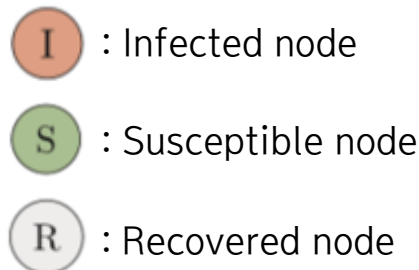 I : Infected node
S : Susceptible node
R : Recovered node